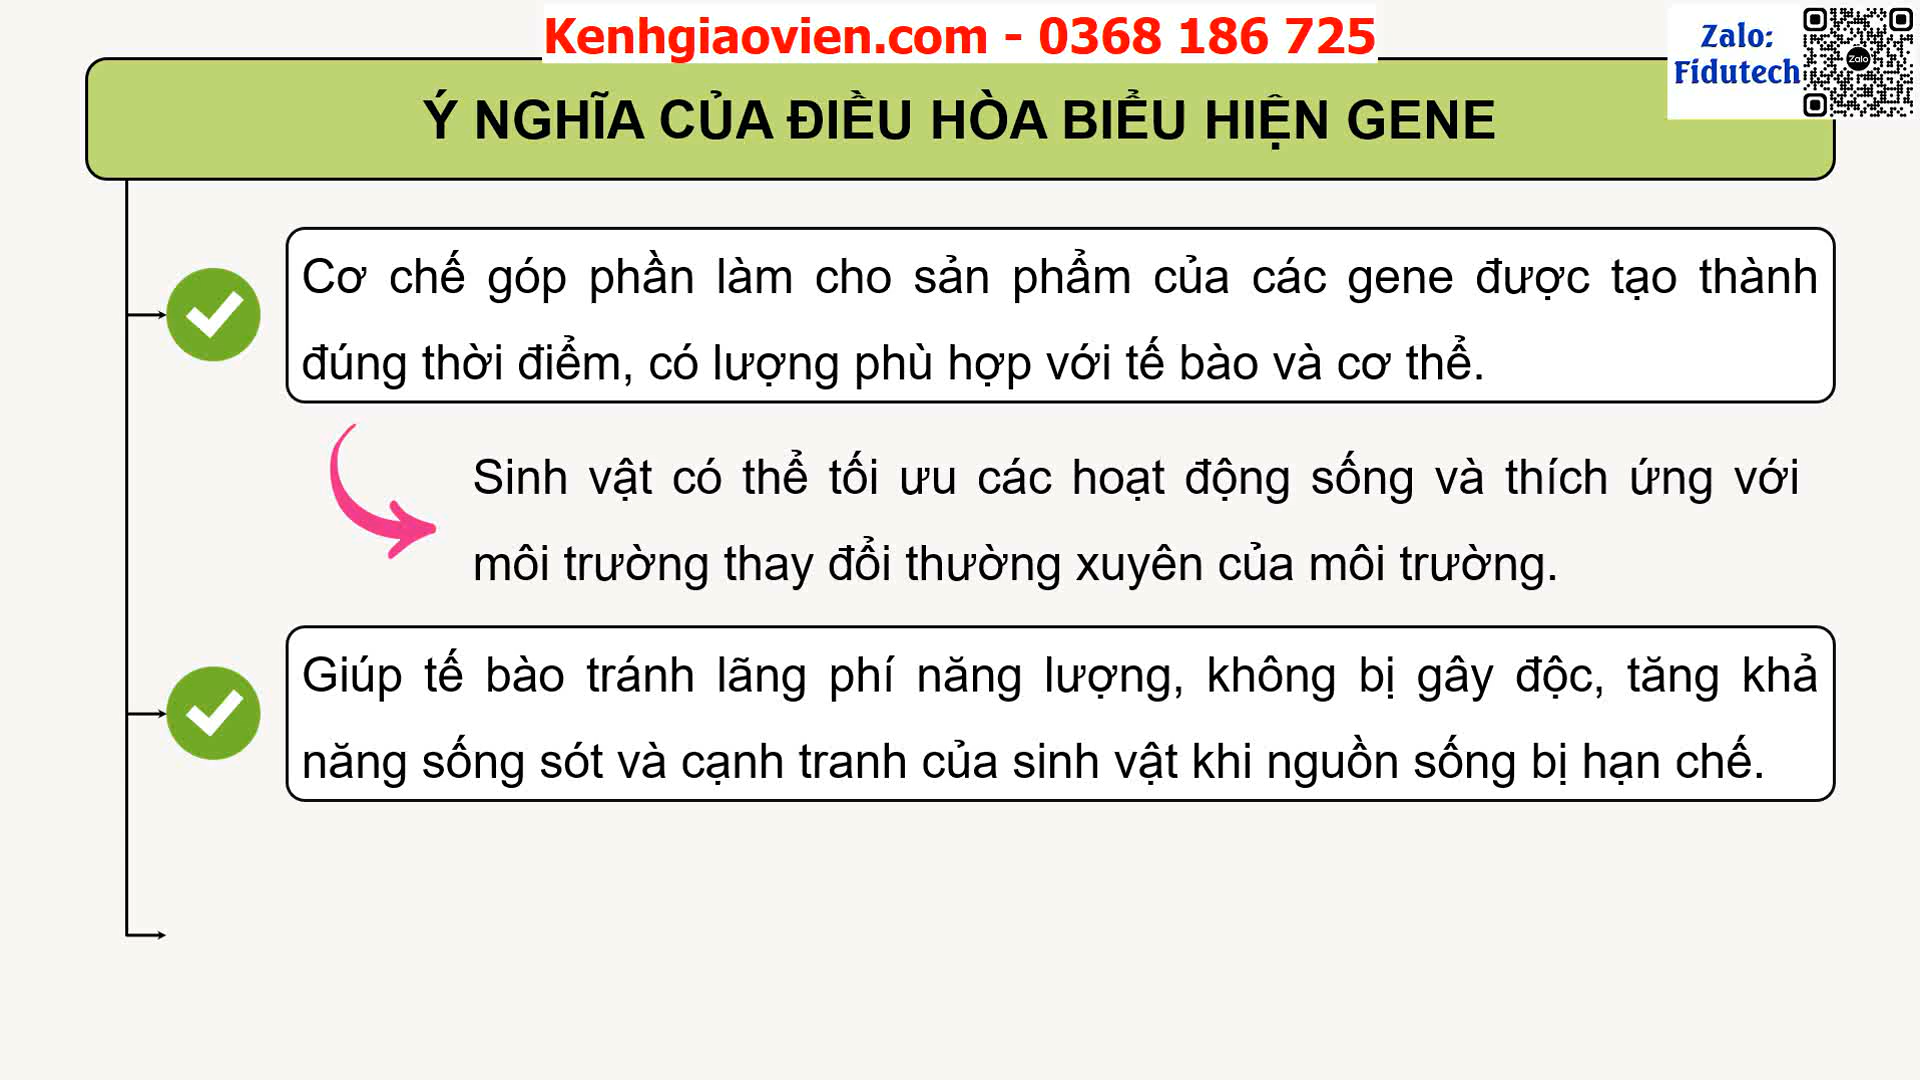 Kenhgiaovien.com - 0368 186 725
Zalo:
Fidutech
Zalo
Ý NGHĨA CỦA ĐIỀU HÒA BIỂU HIỆN GENE
Cơ chế góp phần làm cho sản phẩm của các gene được tạo thành
đúng thời điểm, có lượng phù hợp với tế bào và cơ thể.
Sinh vật có thể tối ưu các hoạt động sống và thích ứng với
môi trường thay đổi thường xuyên của môi trường.
Giúp tế bào tránh lãng phí năng lượng, không bị gây độc, tăng khả
năng sống sót và cạnh tranh của sinh vật khi nguồn sống bị hạn chế.